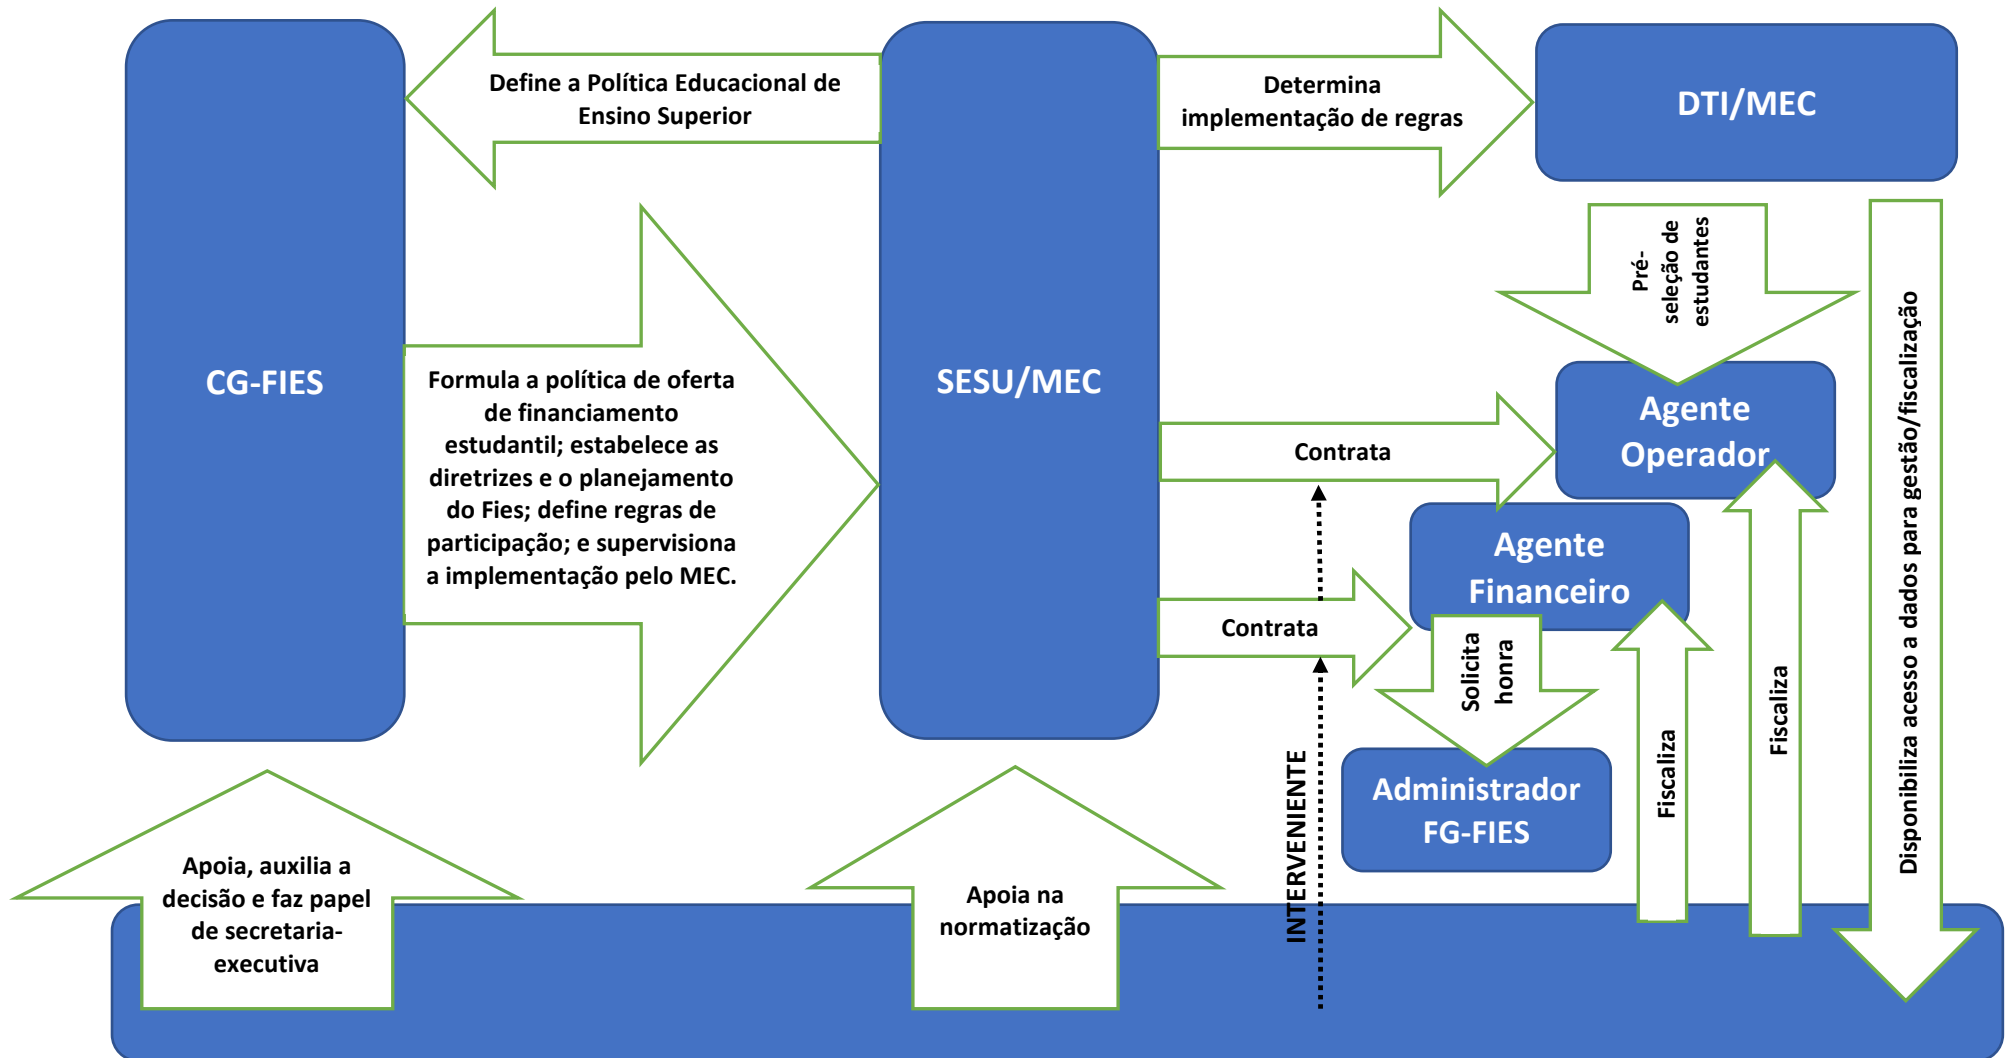 Define a Política Educacional de
Ensino Superior
Determina
implementação de regras
DTI/MEC
Pré-
seleção de
estudantes
CG-FIES
Formula a política de oferta
de financiamento
estudantil; estabelece as
diretrizes e o planejamento
do Fies; define regras de
participação; e supervisiona
a implementação pelo MEC.
SESU/MEC
Contrata
Agente
Operador
Agente
Financeiro
Contrata
Solicita
honra
Administrador
FG-FIES
Fiscaliza
Fiscaliza
Disponibiliza acesso a dados para gestão/fiscalização
INTERVENIENTE
Apoia, auxilia a
decisão e faz papel
de secretaria-
executiva
Apoia na
normatização